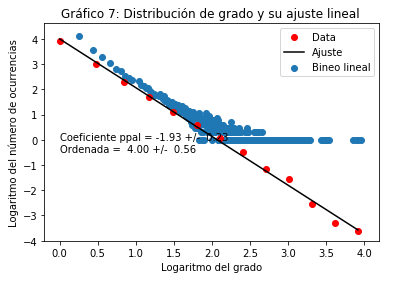 Gráfico 7: Distribución de grado y su ajuste lineal
Logaritmo del número de ocurrencias
4
3
2
1
0
−1
−2
−3
−4
Data
Ajuste
Bineo lineal
Coeficiente ppal = -1.93 +/- 0.23
Ordenada = 4.00 +/- 0.56
0.0 0.5 1.0 1.5 2.0 2.5 3.0 3.5 4.0
Logaritmo del grado